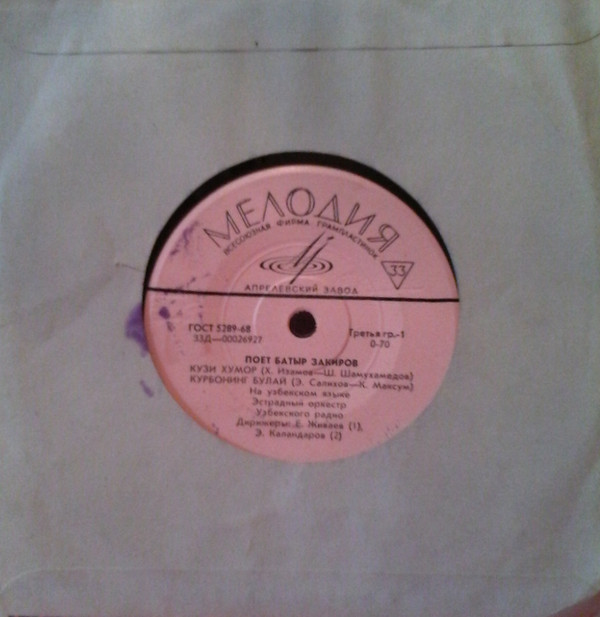 МЕЛОДИЯ
ВСЕСОЮЗНАЯ ФИРМА ГРАМПЛАСТИНОК
33
АПРЕЛЕВСКИЙ ЗАВОД
ГОСТ 5289-68
Третья гр.-1
33Д—00026927
0-70
ПОЕТ БАТЫР ЗАКИРОВ
КУЗИ ХУМОР (Х. Изамов—Ш. Шамухамедов)
КУРБОНИНГ БУЛАЙ (Э. Салихов—К. Максум)
На узбекском языке
Эстрадный оркестр
Узбекского радио
Дирижеры: Е. Живаев (1),
Э. Каландаров (2)